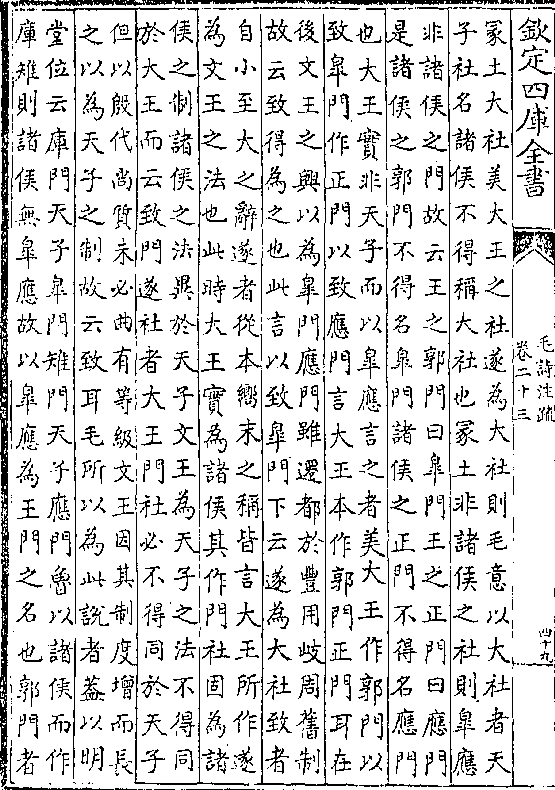 欽定四庫全書
毛詩注疏
卷二十三
四十九
冡土大社美大王之社遂為大社則毛意以大社者天
子社名諸侯不得稱大社也冡土非諸侯之社則臯應
非諸侯之門故云王之郭門曰臯門王之正門曰應門
是諸侯之郭門不得名臯門諸侯之正門不得名應門
也大王實非天子而以臯應言之者美大王作郭門以
致臯門作正門以致應門言大王本作郭門正門耳在
後文王之興以為臯門應門雖遷都於豐用岐周舊制
故云致得為之也此言以致臯門下云遂為大社致者
自小至大之辭遂者從本嚮末之稱皆言大王所作遂
為文王之法也此時大王實為諸侯其作門社固為諸
侯之制諸侯之法異於天子文王為天子之法不得同
於大王而云致門遂社者大王門社必不得同於天子
但以殷代尚質未必曲有等級文王因其制度增而長
之以為天子之制故云致耳毛所以為此說者葢以明
堂位云庫門天子臯門雉門天子應門魯以諸侯而作
庫雉則諸侯無臯應故以臯應為王門之名也郭門者